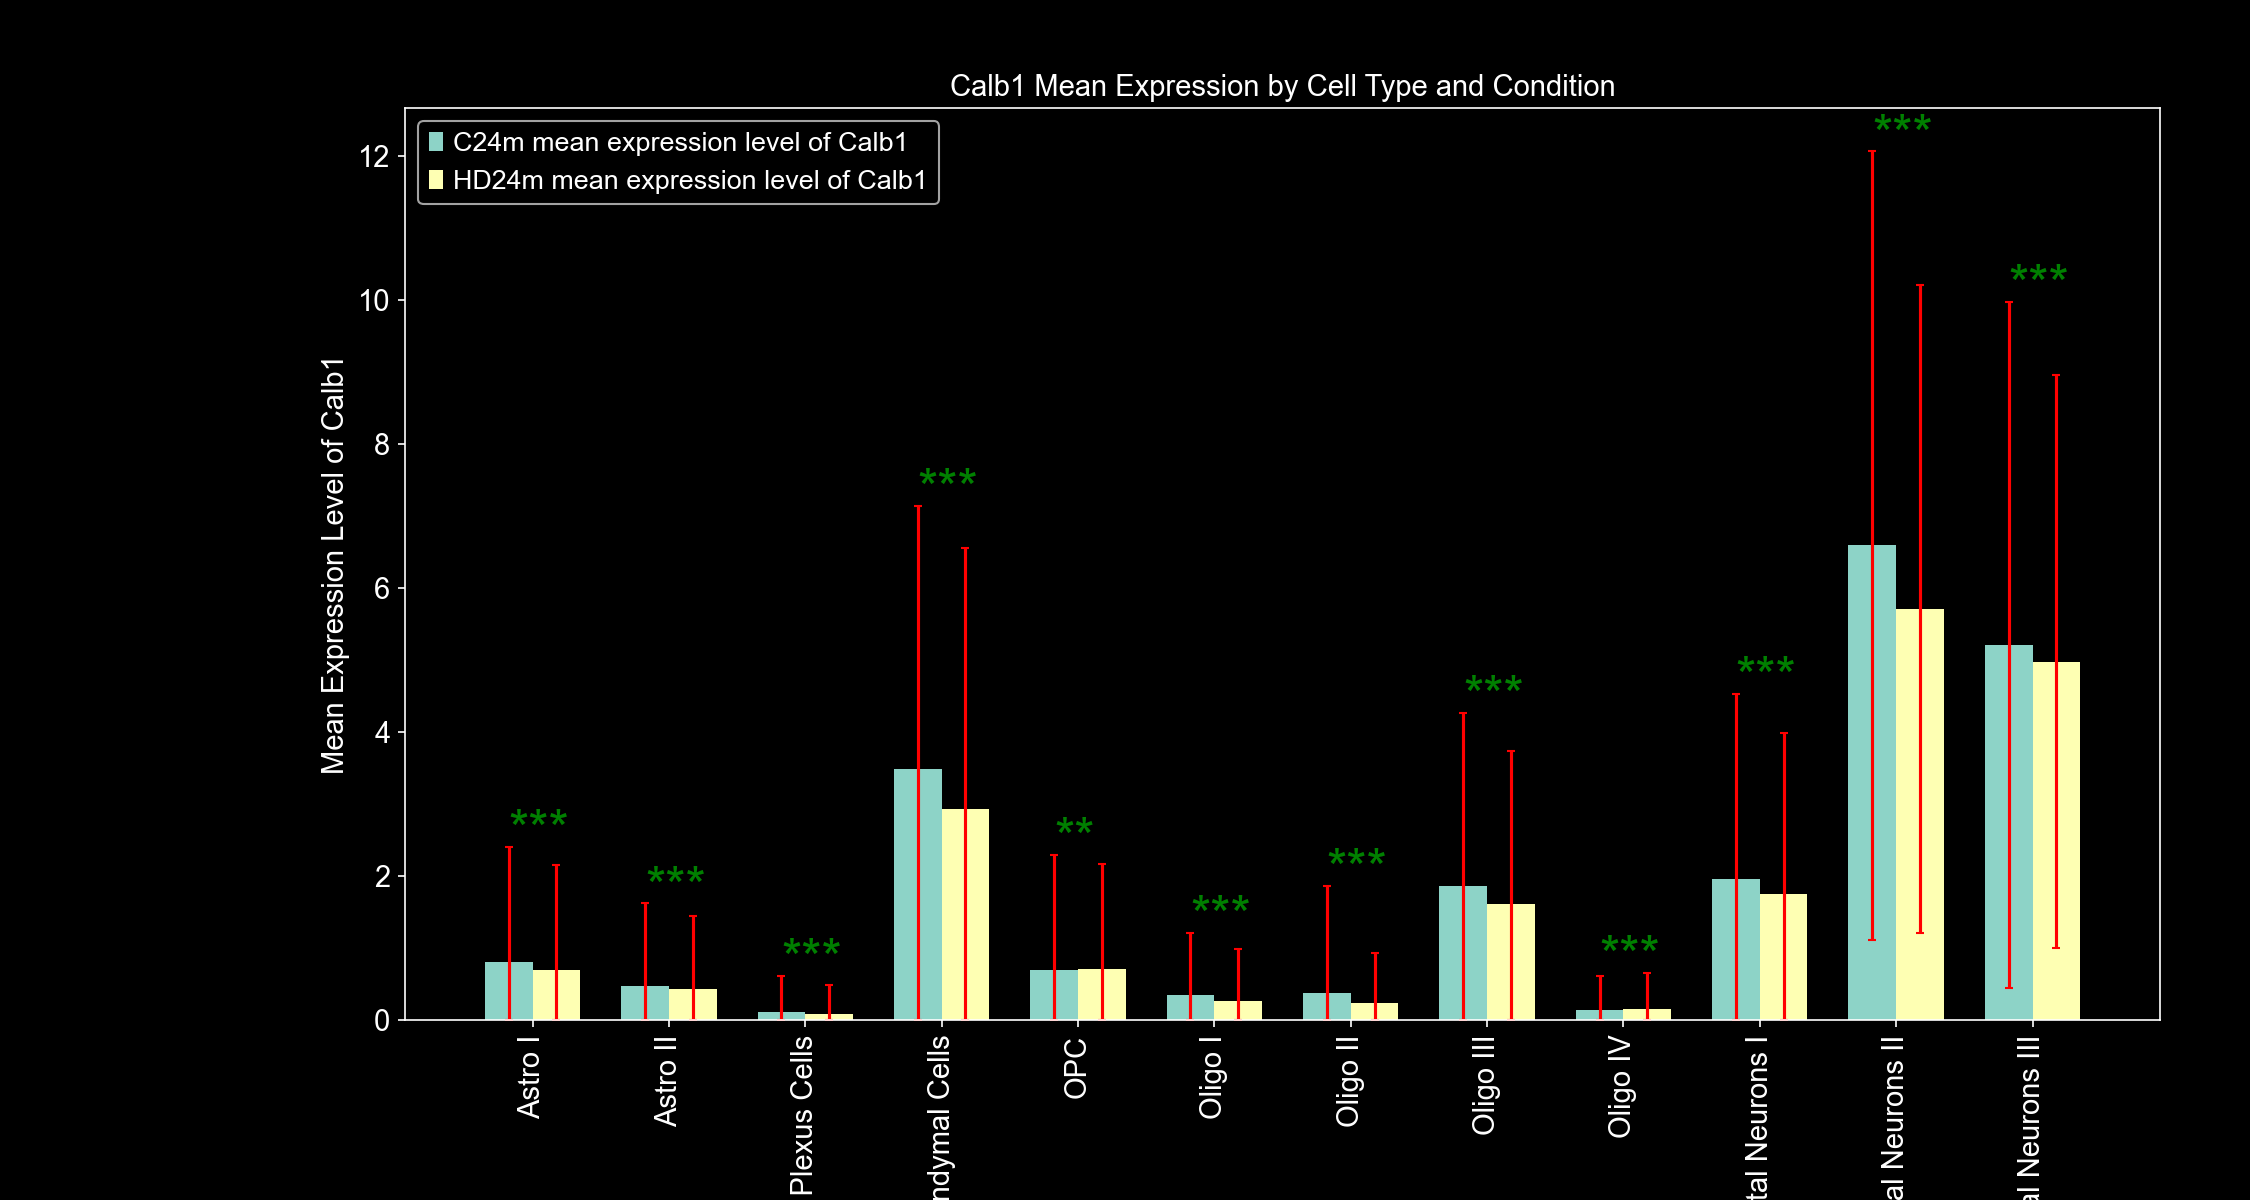 Calb1 Mean Expression by Cell Type and Condition
C24m mean expression level of Calb1
HD24m mean expression level of Calb1
Mean Expression Level of Calb1
12
10
8
6
4
2
0
***
***
***
***
**
***
***
***
***
***
***
***
Astro I
Astro II
Plexus Cells
ndymal Cells
OPC
Oligo I
Oligo II
Oligo III
Oligo IV
tal Neurons I
al Neurons II
al Neurons III